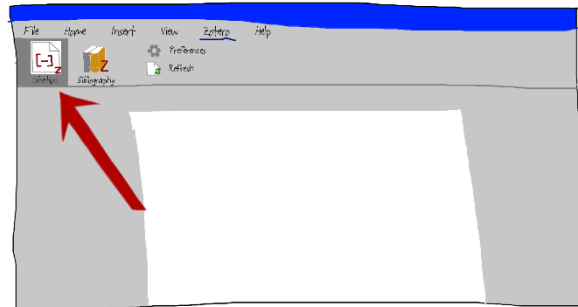 File Home Insert View Zotero Help
[-] z
Citation
Z
Bibliography
Preferences
Refresh